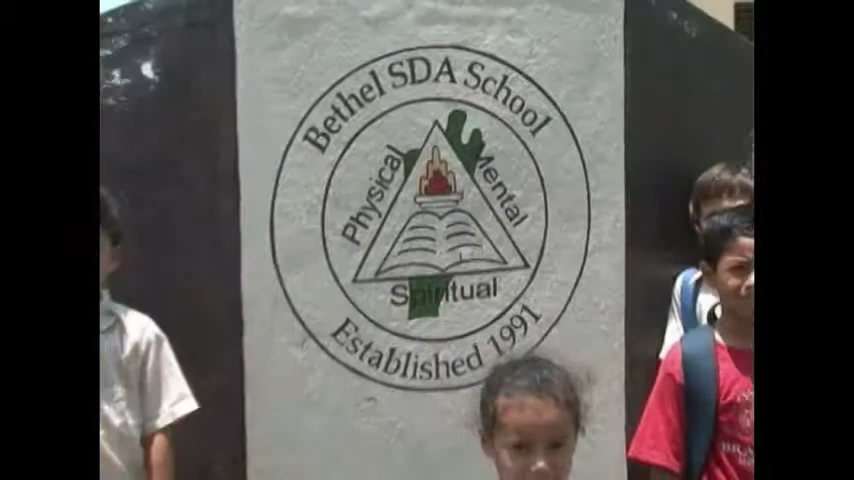 Bethel SDA School
Physical
Mental
Spiritual
Established 1991